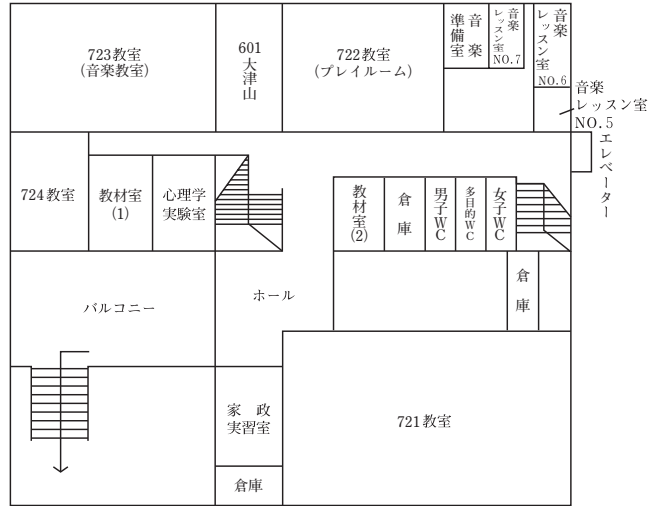 723教室
(音楽教室)
601
大津山
722教室
(プレイルーム)
音楽
準備室
音楽
レッスン室
NO.7
音楽
レッスン室
NO.6
音楽
レッスン室
NO.5
エレベーター
724教室
教材室
(1)
心理学
実験室
教材室(2)
倉庫
男子WC
多目的WC
女子WC
倉庫
バルコニー
ホール
家 政
実習室
倉庫
721教室